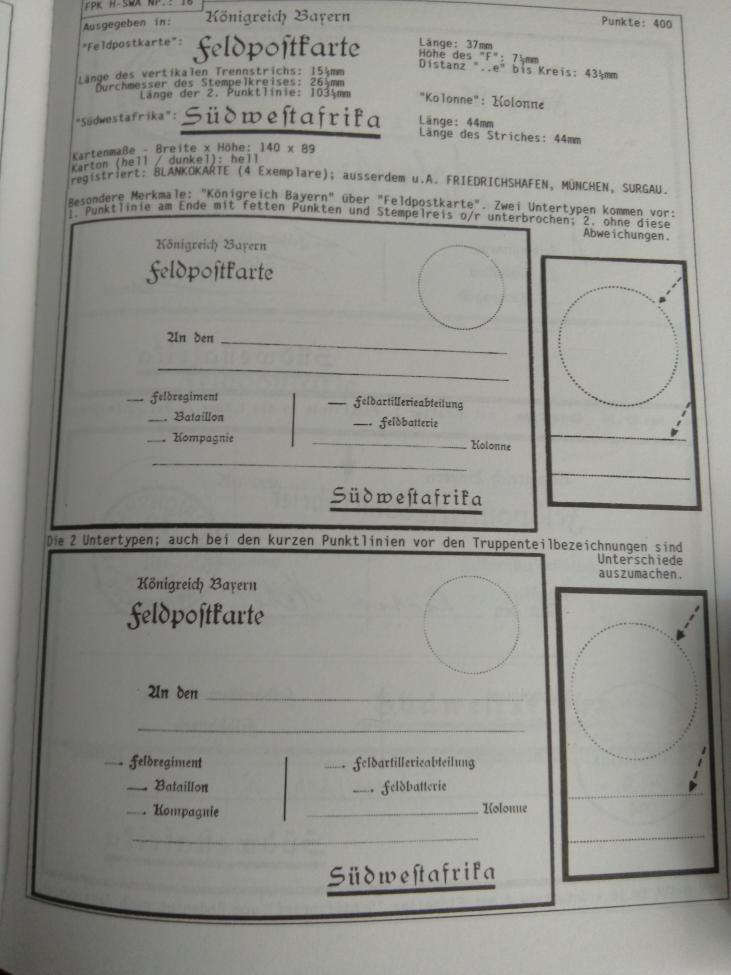 FPK H-SWA NP.: 16
Ausgegeben in: Königreich Bayern Punkte: 400
"Feldpostkarte": Feldpoſtkarte
Länge: 37mm
Höhe des "F": 7½mm
Distanz "..e" bis Kreis: 43½mm
Länge des vertikalen Trennstrichs: 15½mm
Durchmesser des Stempelkreises: 26½mm
Länge der 2. Punktlinie: 103½mm
"Kolonne": Kolonne
"Südwestafrika": Südweſtafrika
Länge: 44mm
Länge des Striches: 44mm
Kartenmaße - Breite x Höhe: 140 x 89
Karton (hell / dunkel): hell
registriert: BLANKOKARTE (4 Exemplare); ausserdem u.A. FRIEDRICHSHAFEN, MÜNCHEN, SURGAU.
Besondere Merkmale: "Königreich Bayern" über "Feldpostkarte". Zwei Untertypen kommen vor:
1. Punktlinie am Ende mit fetten Punkten und Stempelreis o/r unterbrochen; 2. ohne diese
Abweichungen.
Königreich Bayern
Feldpoſtkarte
An den
Feldregiment
Feldartillerieabteilung
Bataillon
Feldbatterie
Kompagnie
Kolonne
Südweſtafrika
Die 2 Untertypen; auch bei den kurzen Punktlinien vor den Truppenteilbezeichnungen sind
Unterschiede
auszumachen.
Königreich Bayern
Feldpoſtkarte
An den
Feldregiment
Feldartillerieabteilung
Bataillon
Feldbatterie
Kompagnie
Kolonne
Südweſtafrika